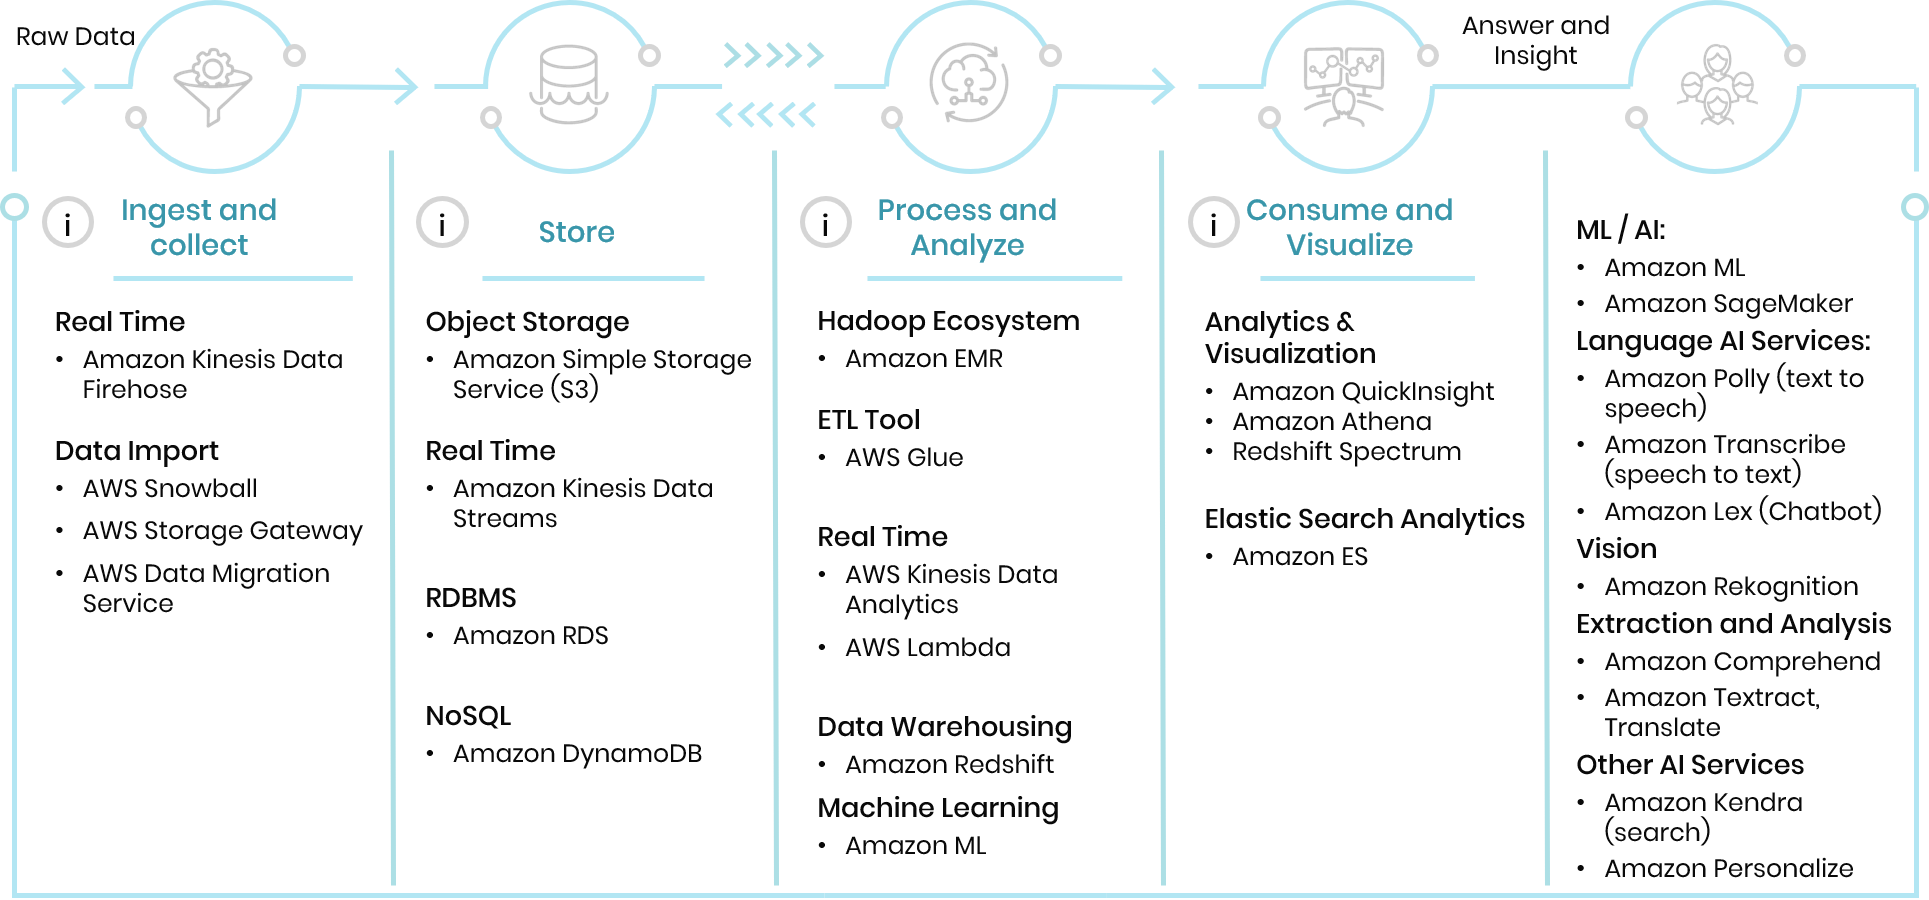 Raw Data
Answer and
Insight
i
Ingest and
collect
Real Time
• Amazon Kinesis Data
Firehose
Data Import
• AWS Snowball
• AWS Storage Gateway
• AWS Data Migration
Service
i
Store
Object Storage
• Amazon Simple Storage
Service (S3)
Real Time
• Amazon Kinesis Data
Streams
RDBMS
• Amazon RDS
NoSQL
• Amazon DynamoDB
i
Process and
Analyze
Hadoop Ecosystem
• Amazon EMR
ETL Tool
• AWS Glue
Real Time
• AWS Kinesis Data
Analytics
• AWS Lambda
Data Warehousing
• Amazon Redshift
Machine Learning
• Amazon ML
i
Consume and
Visualize
Analytics &
Visualization
• Amazon QuickInsight
• Amazon Athena
• Redshift Spectrum
Elastic Search Analytics
• Amazon ES
ML / AI:
• Amazon ML
• Amazon SageMaker
Language AI Services:
• Amazon Polly (text to
speech)
• Amazon Transcribe
(speech to text)
• Amazon Lex (Chatbot)
Vision
• Amazon Rekognition
Extraction and Analysis
• Amazon Comprehend
• Amazon Textract,
Translate
Other AI Services
• Amazon Kendra
(search)
• Amazon Personalize